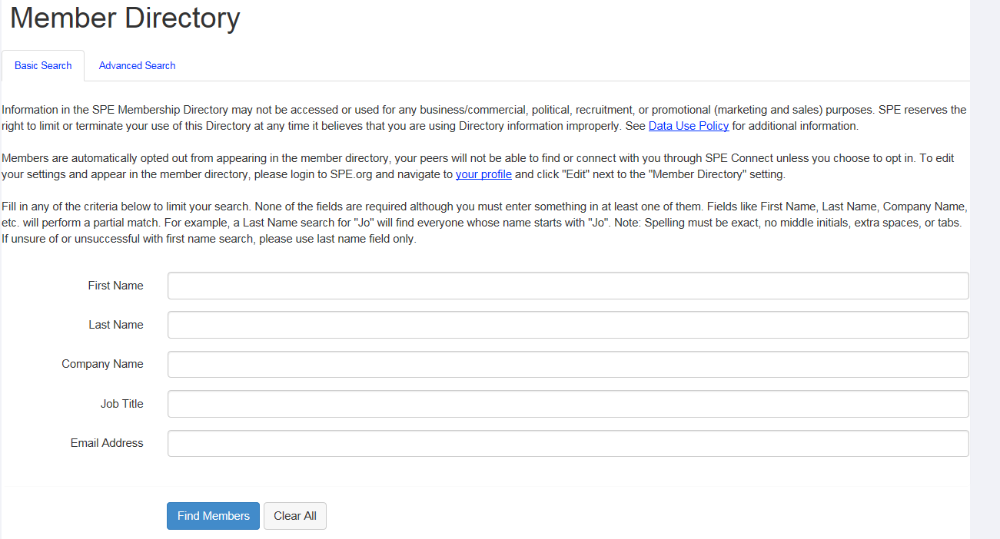 Member Directory
Basic Search
Advanced Search
Information in the SPE Membership Directory may not be accessed or used for any business/commercial, political, recruitment, or promotional (marketing and sales) purposes. SPE reserves the
right to limit or terminate your use of this Directory at any time it believes that you are using Directory information improperly. See Data Use Policy for additional information.
Members are automatically opted out from appearing in the member directory, your peers will not be able to find or connect with you through SPE Connect unless you choose to opt in. To edit
your settings and appear in the member directory, please login to SPE.org and navigate to your profile and click "Edit" next to the "Member Directory" setting.
Fill in any of the criteria below to limit your search. None of the fields are required although you must enter something in at least one of them. Fields like First Name, Last Name, Company Name,
etc. will perform a partial match. For example, a Last Name search for "Jo" will find everyone whose name starts with "Jo". Note: Spelling must be exact, no middle initials, extra spaces, or tabs.
If unsure of or unsuccessful with first name search, please use last name field only.
First Name
Last Name
Company Name
Job Title
Email Address
Find Members
Clear All